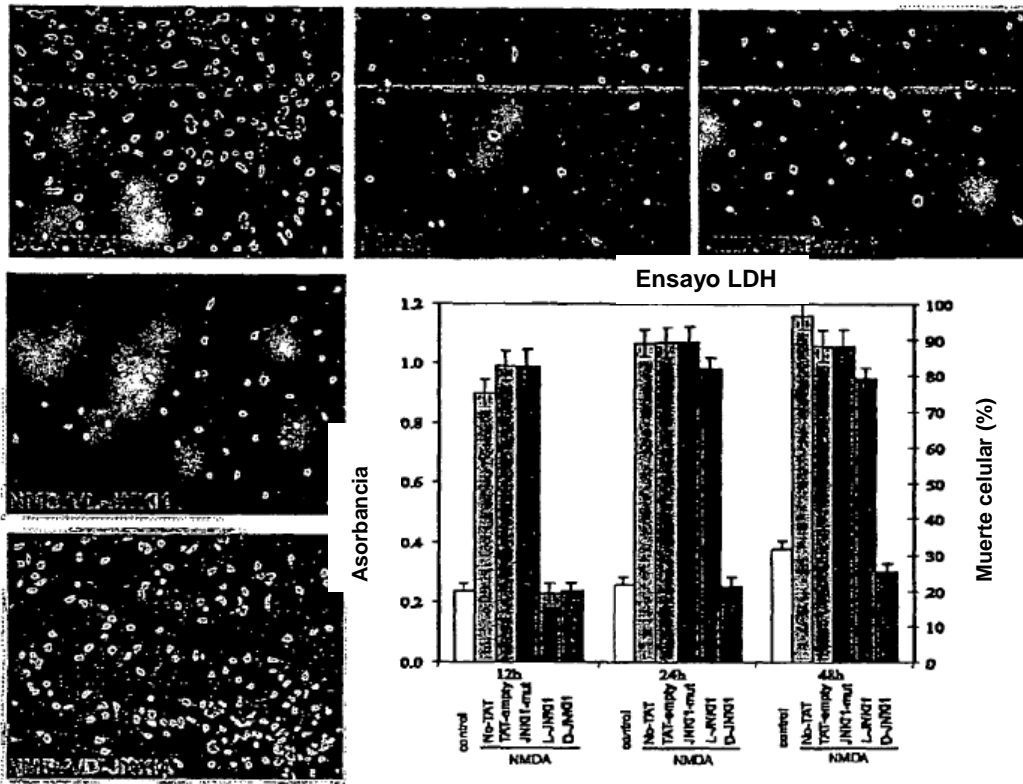 Ensayo LDH
Asorbancia
1.2
1.0
0.8
0.6
0.4
0.2
0.0
100
90
80
70
60
50
40
30
20
10
0
Muerte celular (%)
12h
24h
48h
control
No-TAT
TAT-empty
JNKI1-mut
L-JNKI1
D-JNKI1
NMDA
control
No-TAT
TAT-empty
JNKI1-mut
L-JNKI1
D-JNKI1
NMDA
control
No-TAT
TAT-empty
JNKI1-mut
L-JNKI1
D-JNKI1
NMDA